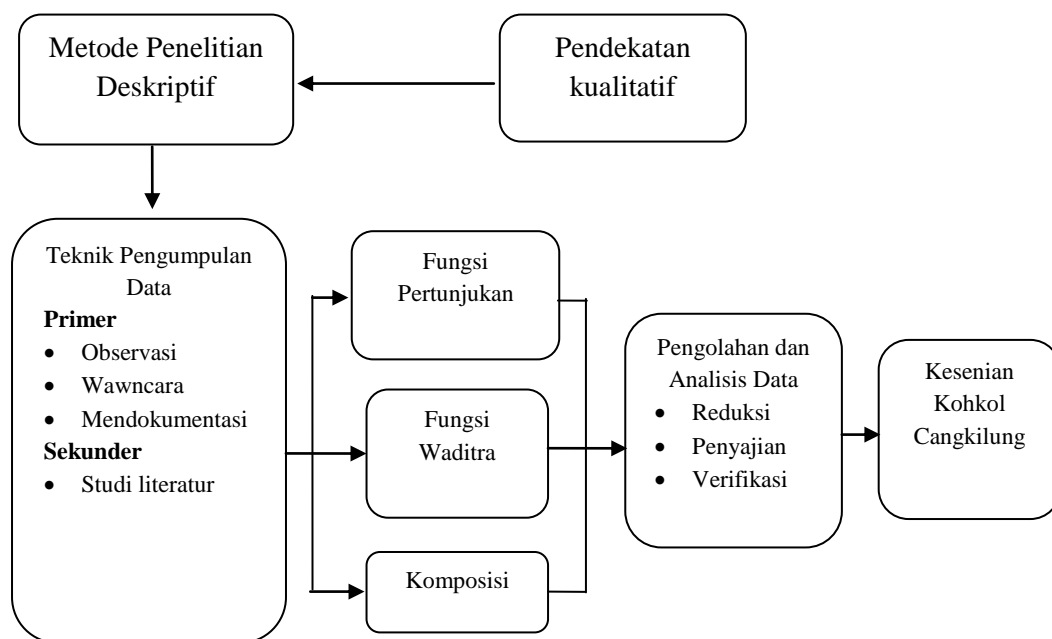 Metode Penelitian
Deskriptif
Pendekatan
kualitatif
Teknik Pengumpulan
Data
Primer
• Observasi
• Wawncara
• Mendokumentasi
Sekunder
• Studi literatur
Fungsi
Pertunjukan
Fungsi
Waditra
Komposisi
Pengolahan dan
Analisis Data
• Reduksi
• Penyajian
• Verifikasi
Kesenian
Kohkol
Cangkilung